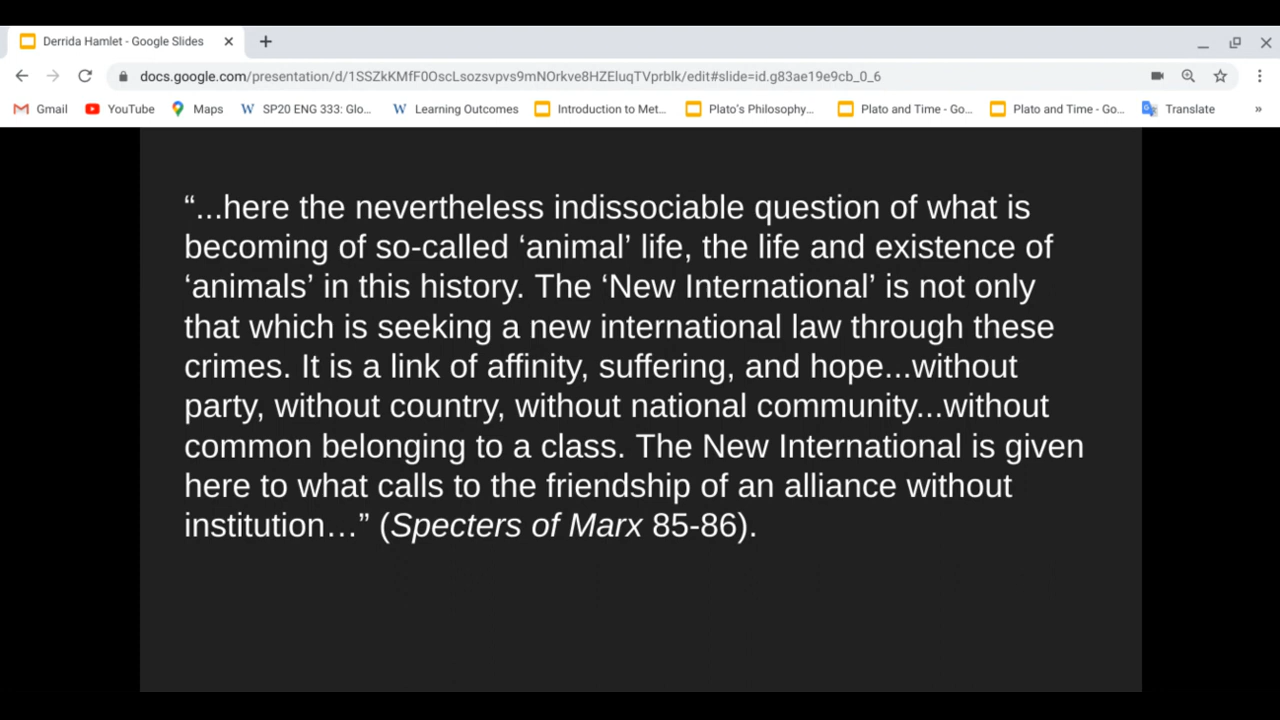 Derrida Hamlet - Google Slides
docs.google.com/presentation/d/1SSZkKMfF0OscLsozsvpvs9mNOrkve8HZEluqTVprblk/edit#slide=id.g83ae19e9cb_0_6
Gmail YouTube Maps SP20 ENG 333: Glo... Learning Outcomes Introduction to Met... Plato's Philosophy... Plato and Time - Go... Plato and Time - Go... Translate »
“...here the nevertheless indissociable question of what is
becoming of so-called ‘animal’ life, the life and existence of
‘animals’ in this history. The ‘New International’ is not only
that which is seeking a new international law through these
crimes. It is a link of affinity, suffering, and hope...without
party, without country, without national community...without
common belonging to a class. The New International is given
here to what calls to the friendship of an alliance without
institution…” (Specters of Marx 85-86).